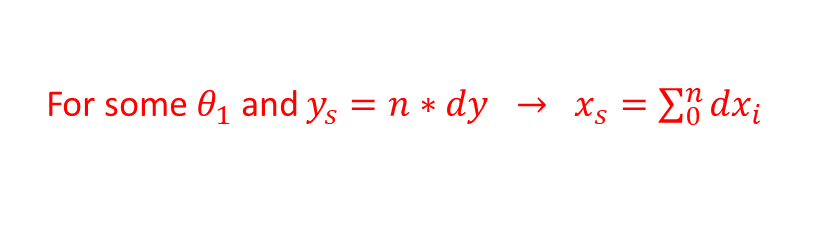 For some θ₁ and yₛ = n ∗ dy → xₛ = ∑₀ⁿ dxᵢ